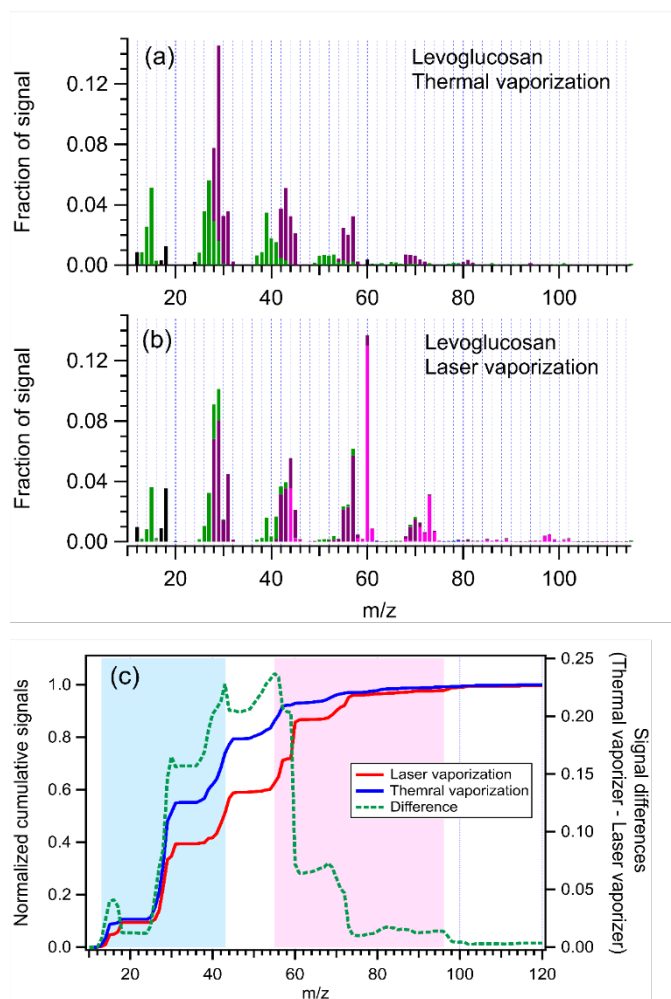 (a)
Levoglucosan
Thermal vaporization
Fraction of signal
0.12
0.08
0.04
0.00
20 40 60 80 100
(b)
Levoglucosan
Laser vaporization
Fraction of signal
0.12
0.08
0.04
0.00
20 40 60 80 100
m/z
(c)
Normalized cumulative signals
1.0
0.8
0.6
0.4
0.2
0.0
Laser vaporization
Themral vaporization
Difference
0.25
0.20
0.15
0.10
0.05
0.00
Signal differences
(Thermal vaporizer - Laser vaporizer)
20 40 60 80 100 120
m/z